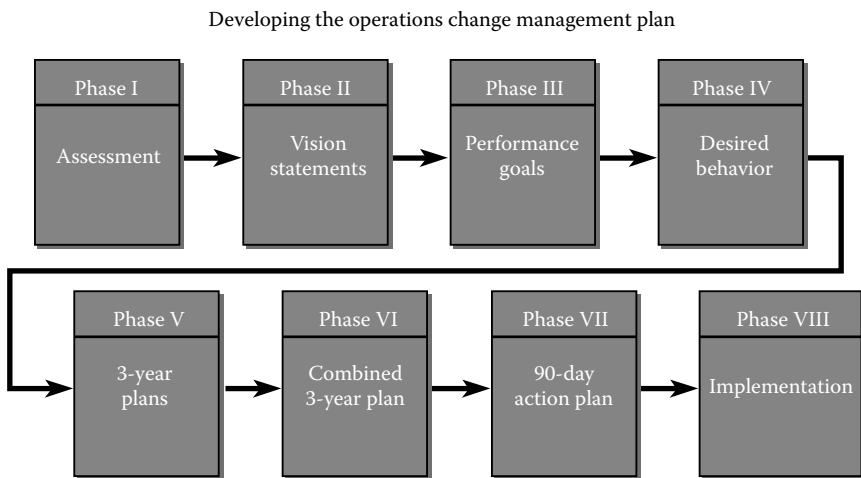 Developing the operations change management plan
Phase I
Assessment
Phase II
Vision
statements
Phase III
Performance
goals
Phase IV
Desired
behavior
Phase V
3-year
plans
Phase VI
Combined
3-year plan
Phase VII
90-day
action plan
Phase VIII
Implementation